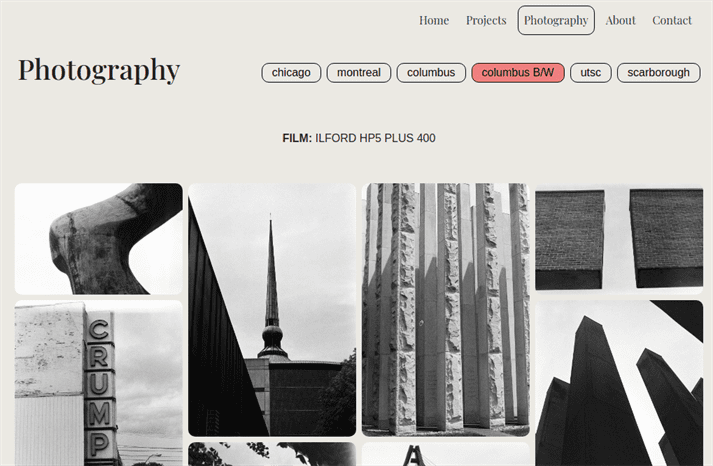 Home Projects Photography About Contact
Photography
chicago montreal columbus columbus B/W utsc scarborough
FILM: ILFORD HP5 PLUS 400
CRUMP